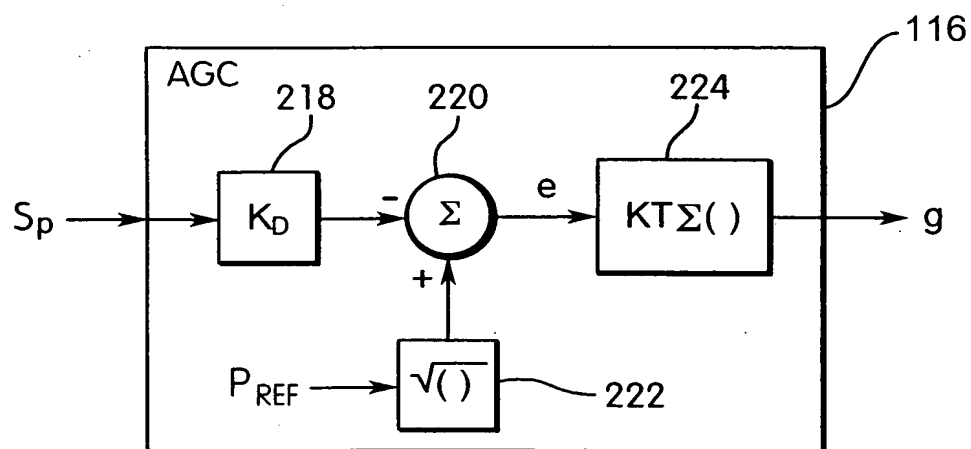 116
AGC
218
220
224
Sp
KD
-
Σ
e
KTΣ()
g
+
PREF
√()
222